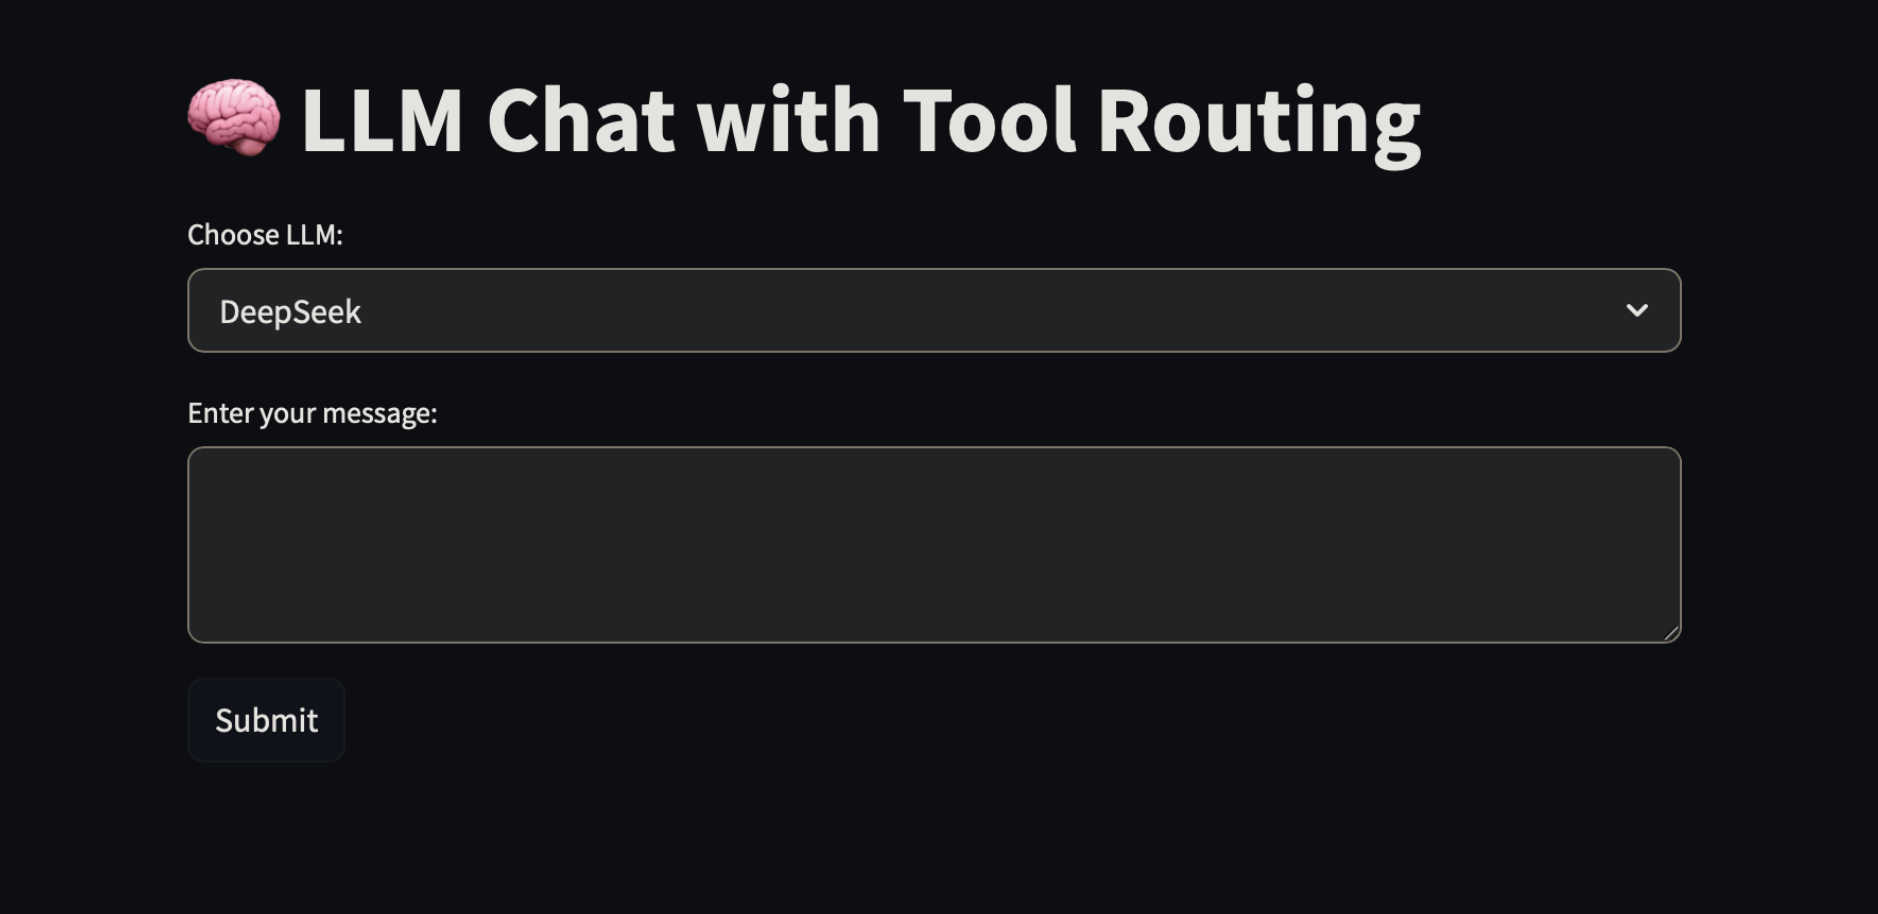 🧠 LLM Chat with Tool Routing
Choose LLM:
DeepSeek
Enter your message:
Submit